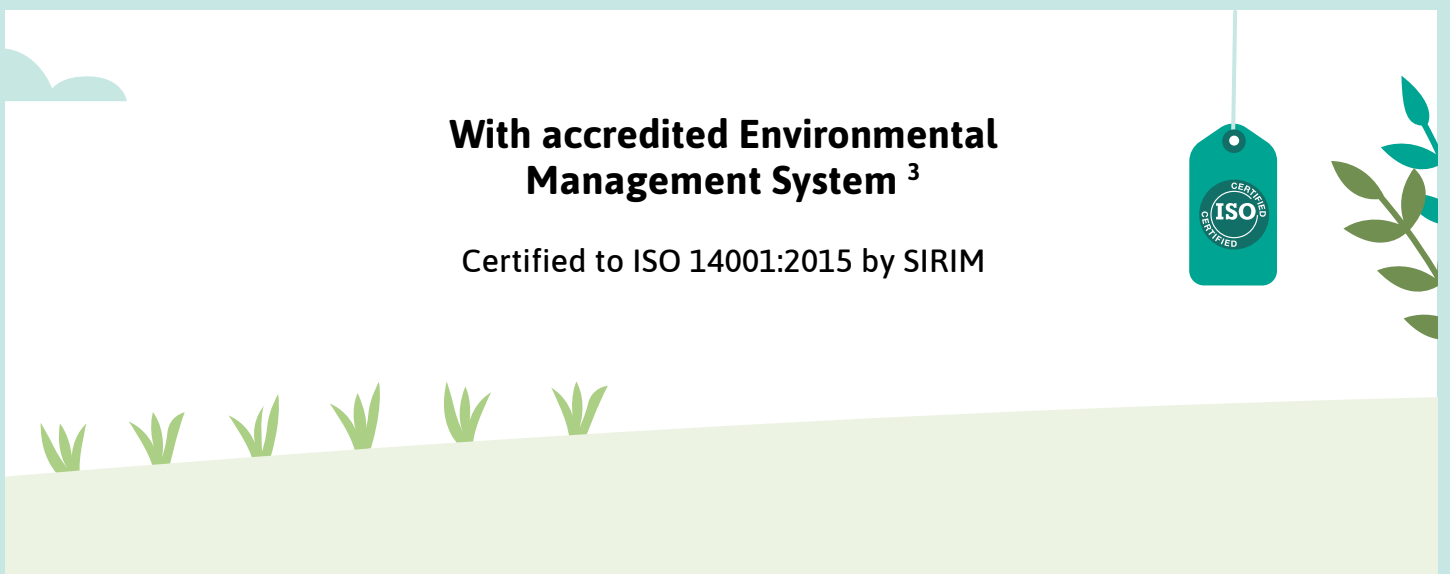 With accredited Environmental
Management System ³
Certified to ISO 14001:2015 by SIRIM
CERTIFIED
ISO
CERTIFIED